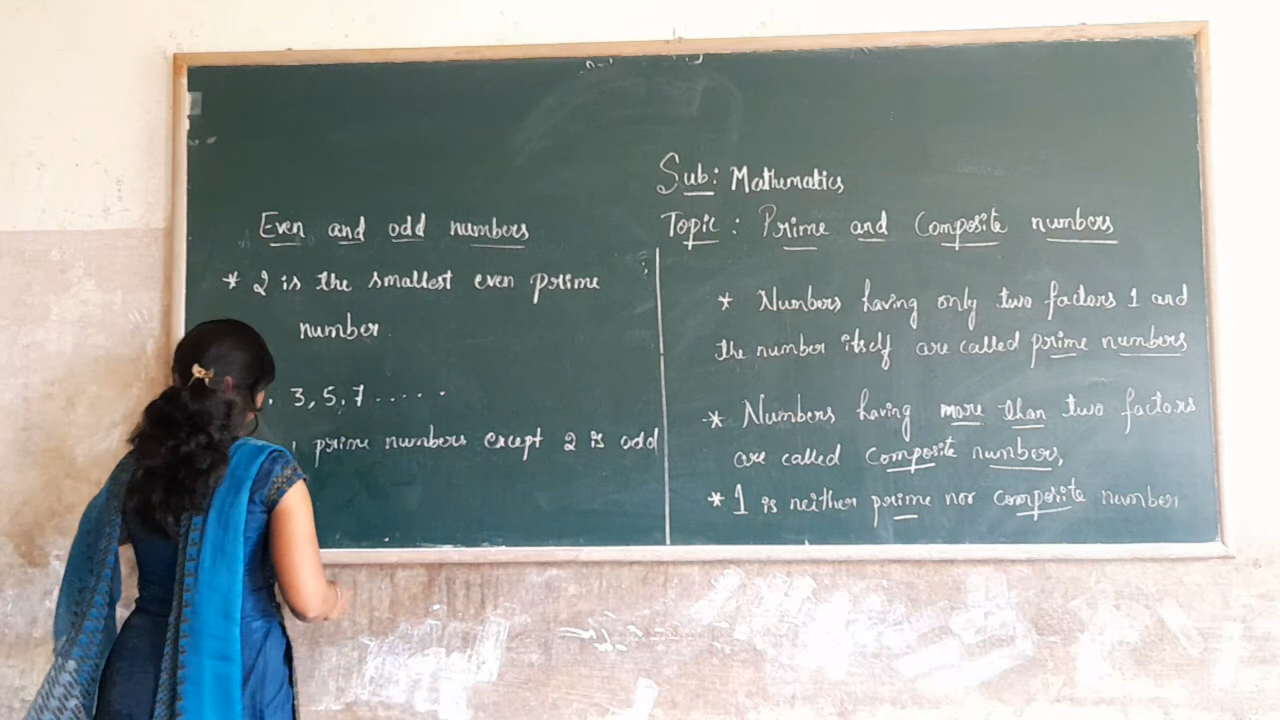 Sub: Mathematics
Topic: Prime and Composite numbers
Even and odd numbers
* 2 is the smallest even prime
number.
3, 5, 7.....
prime numbers except 2 is odd
* Numbers having only two factors 1 and
the number itself are called prime numbers
* Numbers having more than two factors
are called Composite numbers,
* 1 is neither prime nor composite number